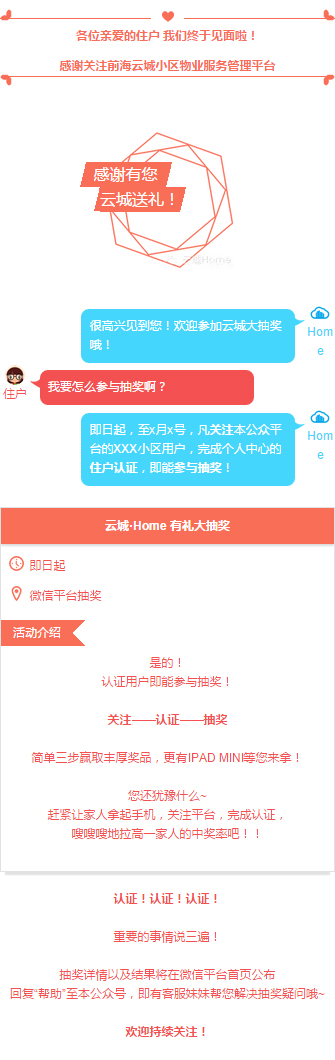 各位亲爱的住户 我们终于见面啦！
感谢关注前海云城小区物业服务管理平台
感谢有您
云城送礼！
很高兴见到您！欢迎参加云城大抽奖
哦！
Hom
e
我要怎么参与抽奖啊？
住户
即日起，至x月x号，凡关注本公众平
台的XXX小区用户，完成个人中心的
住户认证，即能参与抽奖！
Hom
e
云城·Home 有礼大抽奖
即日起
微信平台抽奖
活动介绍
是的！
认证用户即能参与抽奖！
关注——认证——抽奖
简单三步赢取丰厚奖品，更有IPAD MINI等您来拿！
您还犹豫什么~
赶紧让家人拿起手机，关注平台，完成认证，
嗖嗖嗖地拉高一家人的中奖率吧！！
认证！认证！认证！
重要的事情说三遍！
抽奖详情以及结果将在微信平台首页公布
回复“帮助”至本公众号，即有客服妹妹帮您解决抽奖疑问哦~
欢迎持续关注！